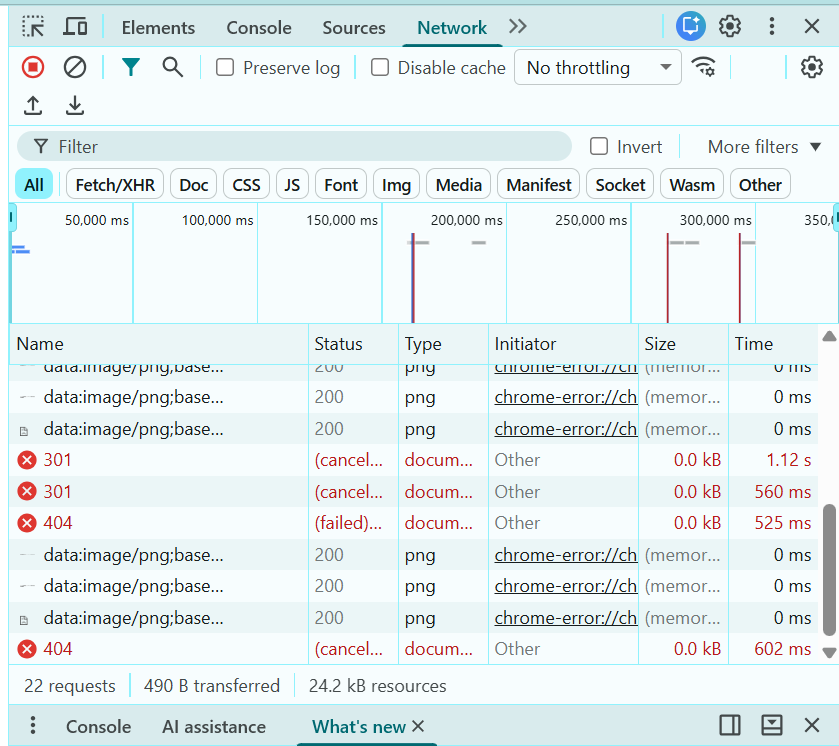 Elements Console Sources Network
Preserve log Disable cache No throttling
Filter Invert More filters
All Fetch/XHR Doc CSS JS Font Img Media Manifest Socket Wasm Other
50,000 ms 100,000 ms 150,000 ms 200,000 ms 250,000 ms 300,000 ms 350,0
Name Status Type Initiator Size Time
data:image/png;base... 200 png chrome-error://ch (memor... 0 ms
data:image/png;base... 200 png chrome-error://ch (memor... 0 ms
data:image/png;base... 200 png chrome-error://ch (memor... 0 ms
301 (cancel... docum... Other 0.0 kB 1.12 s
301 (cancel... docum... Other 0.0 kB 560 ms
404 (failed)... docum... Other 0.0 kB 525 ms
data:image/png;base... 200 png chrome-error://ch (memor... 0 ms
data:image/png;base... 200 png chrome-error://ch (memor... 0 ms
data:image/png;base... 200 png chrome-error://ch (memor... 0 ms
404 (cancel... docum... Other 0.0 kB 602 ms
22 requests 490 B transferred 24.2 kB resources
Console AI assistance What's new